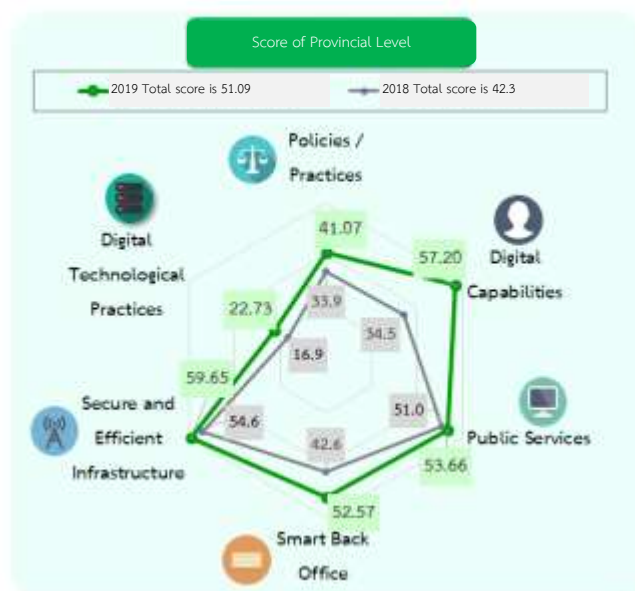 Score of Provincial Level
2019 Total score is 51.09
2018 Total score is 42.3
Policies /
Practices
41.07
33.9
Digital
Capabilities
57.20
34.5
Public Services
51.0
53.66
Smart Back
Office
42.6
52.57
Secure and
Efficient
Infrastructure
59.65
54.6
Digital
Technological
Practices
22.73
16.9